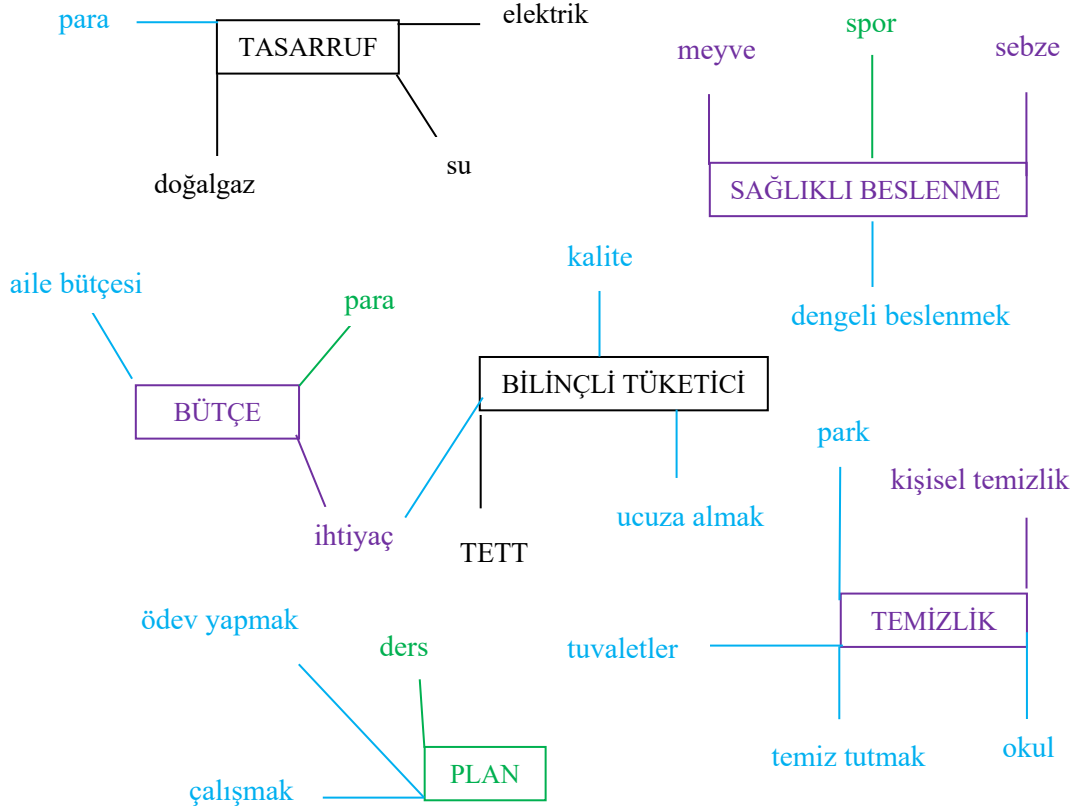 para
elektrik
TASARRUF
doğalgaz
su
meyve
spor
sebze
SAĞLIKLI BESLENME
dengeli beslenmek
aile bütçesi
para
BÜTÇE
ihtiyaç
kalite
BİLİNÇLİ TÜKETİCİ
ucuza almak
TETT
park
kişisel temizlik
TEMİZLİK
tuvaletler
temiz tutmak
okul
ödev yapmak
ders
PLAN
çalışmak